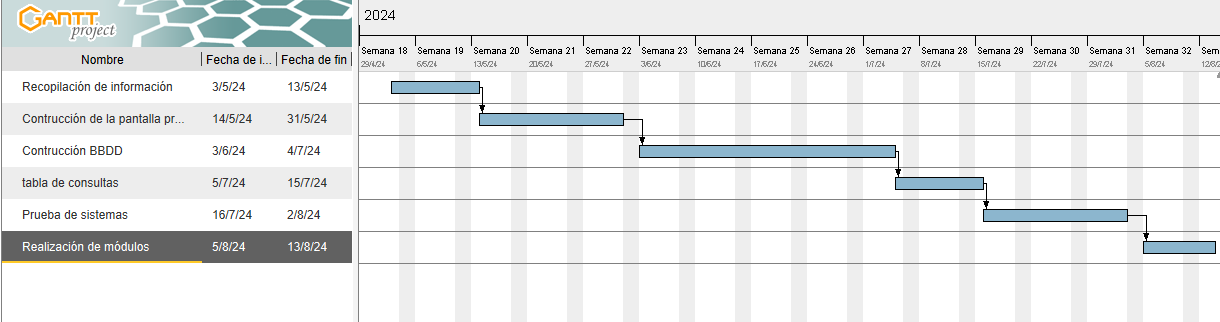 GANTT
project
2024
Semana 18 Semana 19 Semana 20 Semana 21 Semana 22 Semana 23 Semana 24 Semana 25 Semana 26 Semana 27 Semana 28 Semana 29 Semana 30 Semana 31 Semana 32 Semana
29/4/24 6/5/24 13/5/24 20/5/24 27/5/24 3/6/24 10/6/24 17/6/24 24/6/24 1/7/24 8/7/24 15/7/24 22/7/24 29/7/24 5/8/24 12/8/2
Nombre Fecha de i... Fecha de fin
Recopilación de información 3/5/24 13/5/24
Contrucción de la pantalla pr... 14/5/24 31/5/24
Contrucción BBDD 3/6/24 4/7/24
tabla de consultas 5/7/24 15/7/24
Prueba de sistemas 16/7/24 2/8/24
Realización de módulos 5/8/24 13/8/24